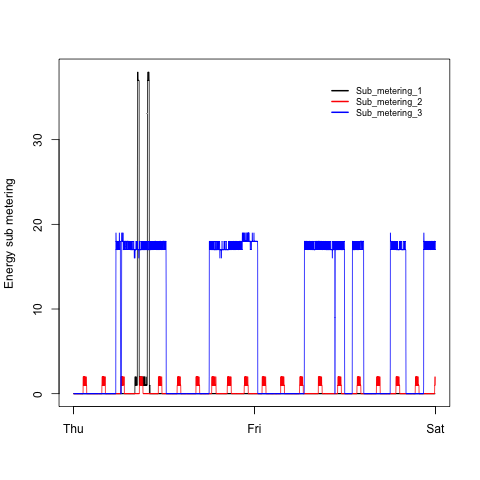 Sub_metering_1
Sub_metering_2
Sub_metering_3
Energy sub metering
30
20
10
0
Thu Fri Sat